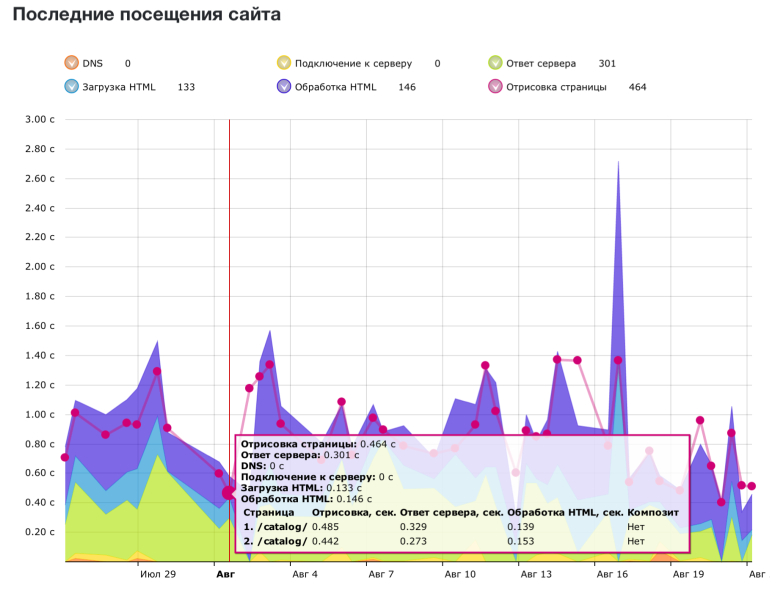 Последние посещения сайта
DNS 0 Подключение к серверу 0 Ответ сервера 301
Загрузка HTML 133 Обработка HTML 146 Отрисовка страницы 464
3.00 с
2.80 с
2.60 с
2.40 с
2.20 с
2.00 с
1.80 с
1.60 с
1.40 с
1.20 с
1.00 с
0.80 с
0.60 с
0.40 с
0.20 с
Отрисовка страницы: 0.464 с
Ответ сервера: 0.301 с
DNS: 0 с
Подключение к серверу: 0 с
Загрузка HTML: 0.133 с
Обработка HTML: 0.146 с
Страница Отрисовка, сек. Ответ сервера, сек. Обработка HTML, сек. Композит
1. /catalog/ 0.485 0.329 0.139 Нет
2. /catalog/ 0.442 0.273 0.153 Нет
Июл 29 Авг Авг 4 Авг 7 Авг 10 Авг 13 Авг 16 Авг 19 Авг